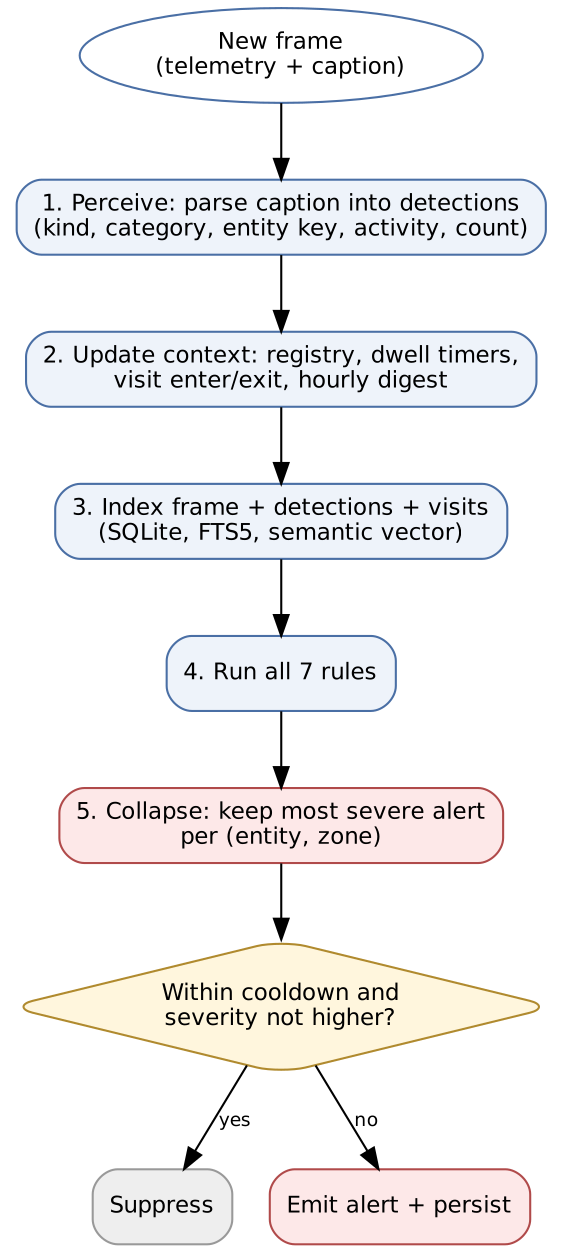 New frame
(telemetry + caption)
1. Perceive: parse caption into detections
(kind, category, entity key, activity, count)
2. Update context: registry, dwell timers,
visit enter/exit, hourly digest
3. Index frame + detections + visits
(SQLite, FTS5, semantic vector)
4. Run all 7 rules
5. Collapse: keep most severe alert
per (entity, zone)
Within cooldown and
severity not higher?
yes
no
Suppress
Emit alert + persist